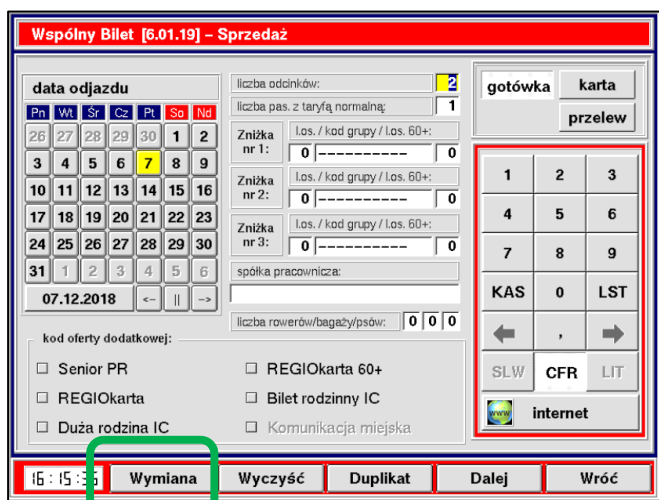 Wspólny Bilet [6.01.19] – Sprzedaż
data odjazdu
Pn Wt Śr Cz Pt So Nd
26 27 28 29 30 1 2
3 4 5 6 7 8 9
10 11 12 13 14 15 16
17 18 19 20 21 22 23
24 25 26 27 28 29 30
31 1 2 3 4 5 6
07.12.2018 <- || ->
liczba odcinków: 2
liczba pas. z taryfą normalną: 1
Zniżka nr 1:
l.os. / kod grupy / l.os. 60+:
0 ---------- 0
Zniżka nr 2:
l.os. / kod grupy / l.os. 60+:
0 ---------- 0
Zniżka nr 3:
l.os. / kod grupy / l.os. 60+:
0 ---------- 0
spółka pracownicza:
liczba rowerów/bagaży/psów: 0 0 0
kod oferty dodatkowej:
Senior PR
REGIOkarta 60+
REGIOkarta
Bilet rodzinny IC
Duża rodzina IC
Komunikacja miejska
gotówka karta
przelew
1 2 3
4 5 6
7 8 9
KAS 0 LST
,
SLW CFR LIT
www internet
16:15: Wymiana Wyczyść Duplikat Dalej Wróć